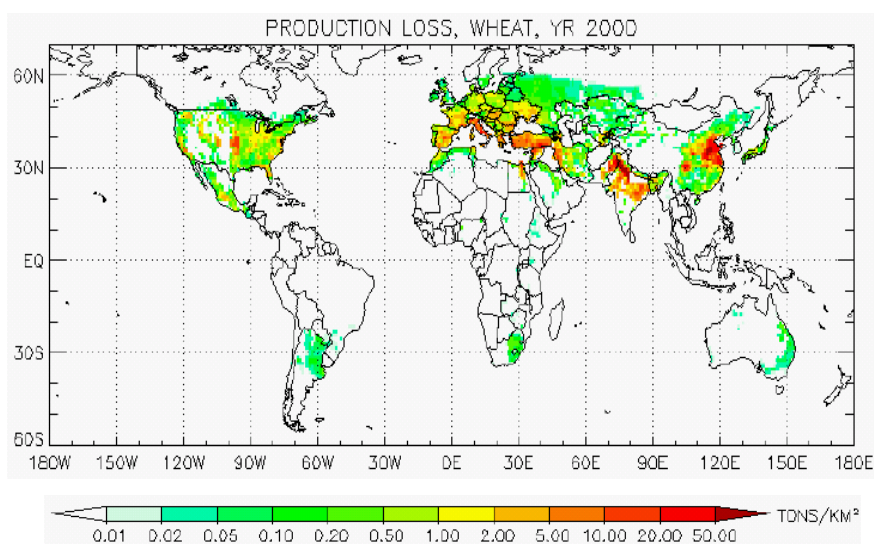 PRODUCTION LOSS, WHEAT, YR 2000
60N
30N
EQ
30S
60S
180W 150W 120W 90W 60W 30W 0E 30E 60E 90E 120E 150E 180E
TONS/KM²
0.01 0.02 0.05 0.10 0.20 0.50 1.00 2.00 5.00 10.00 20.00 50.00